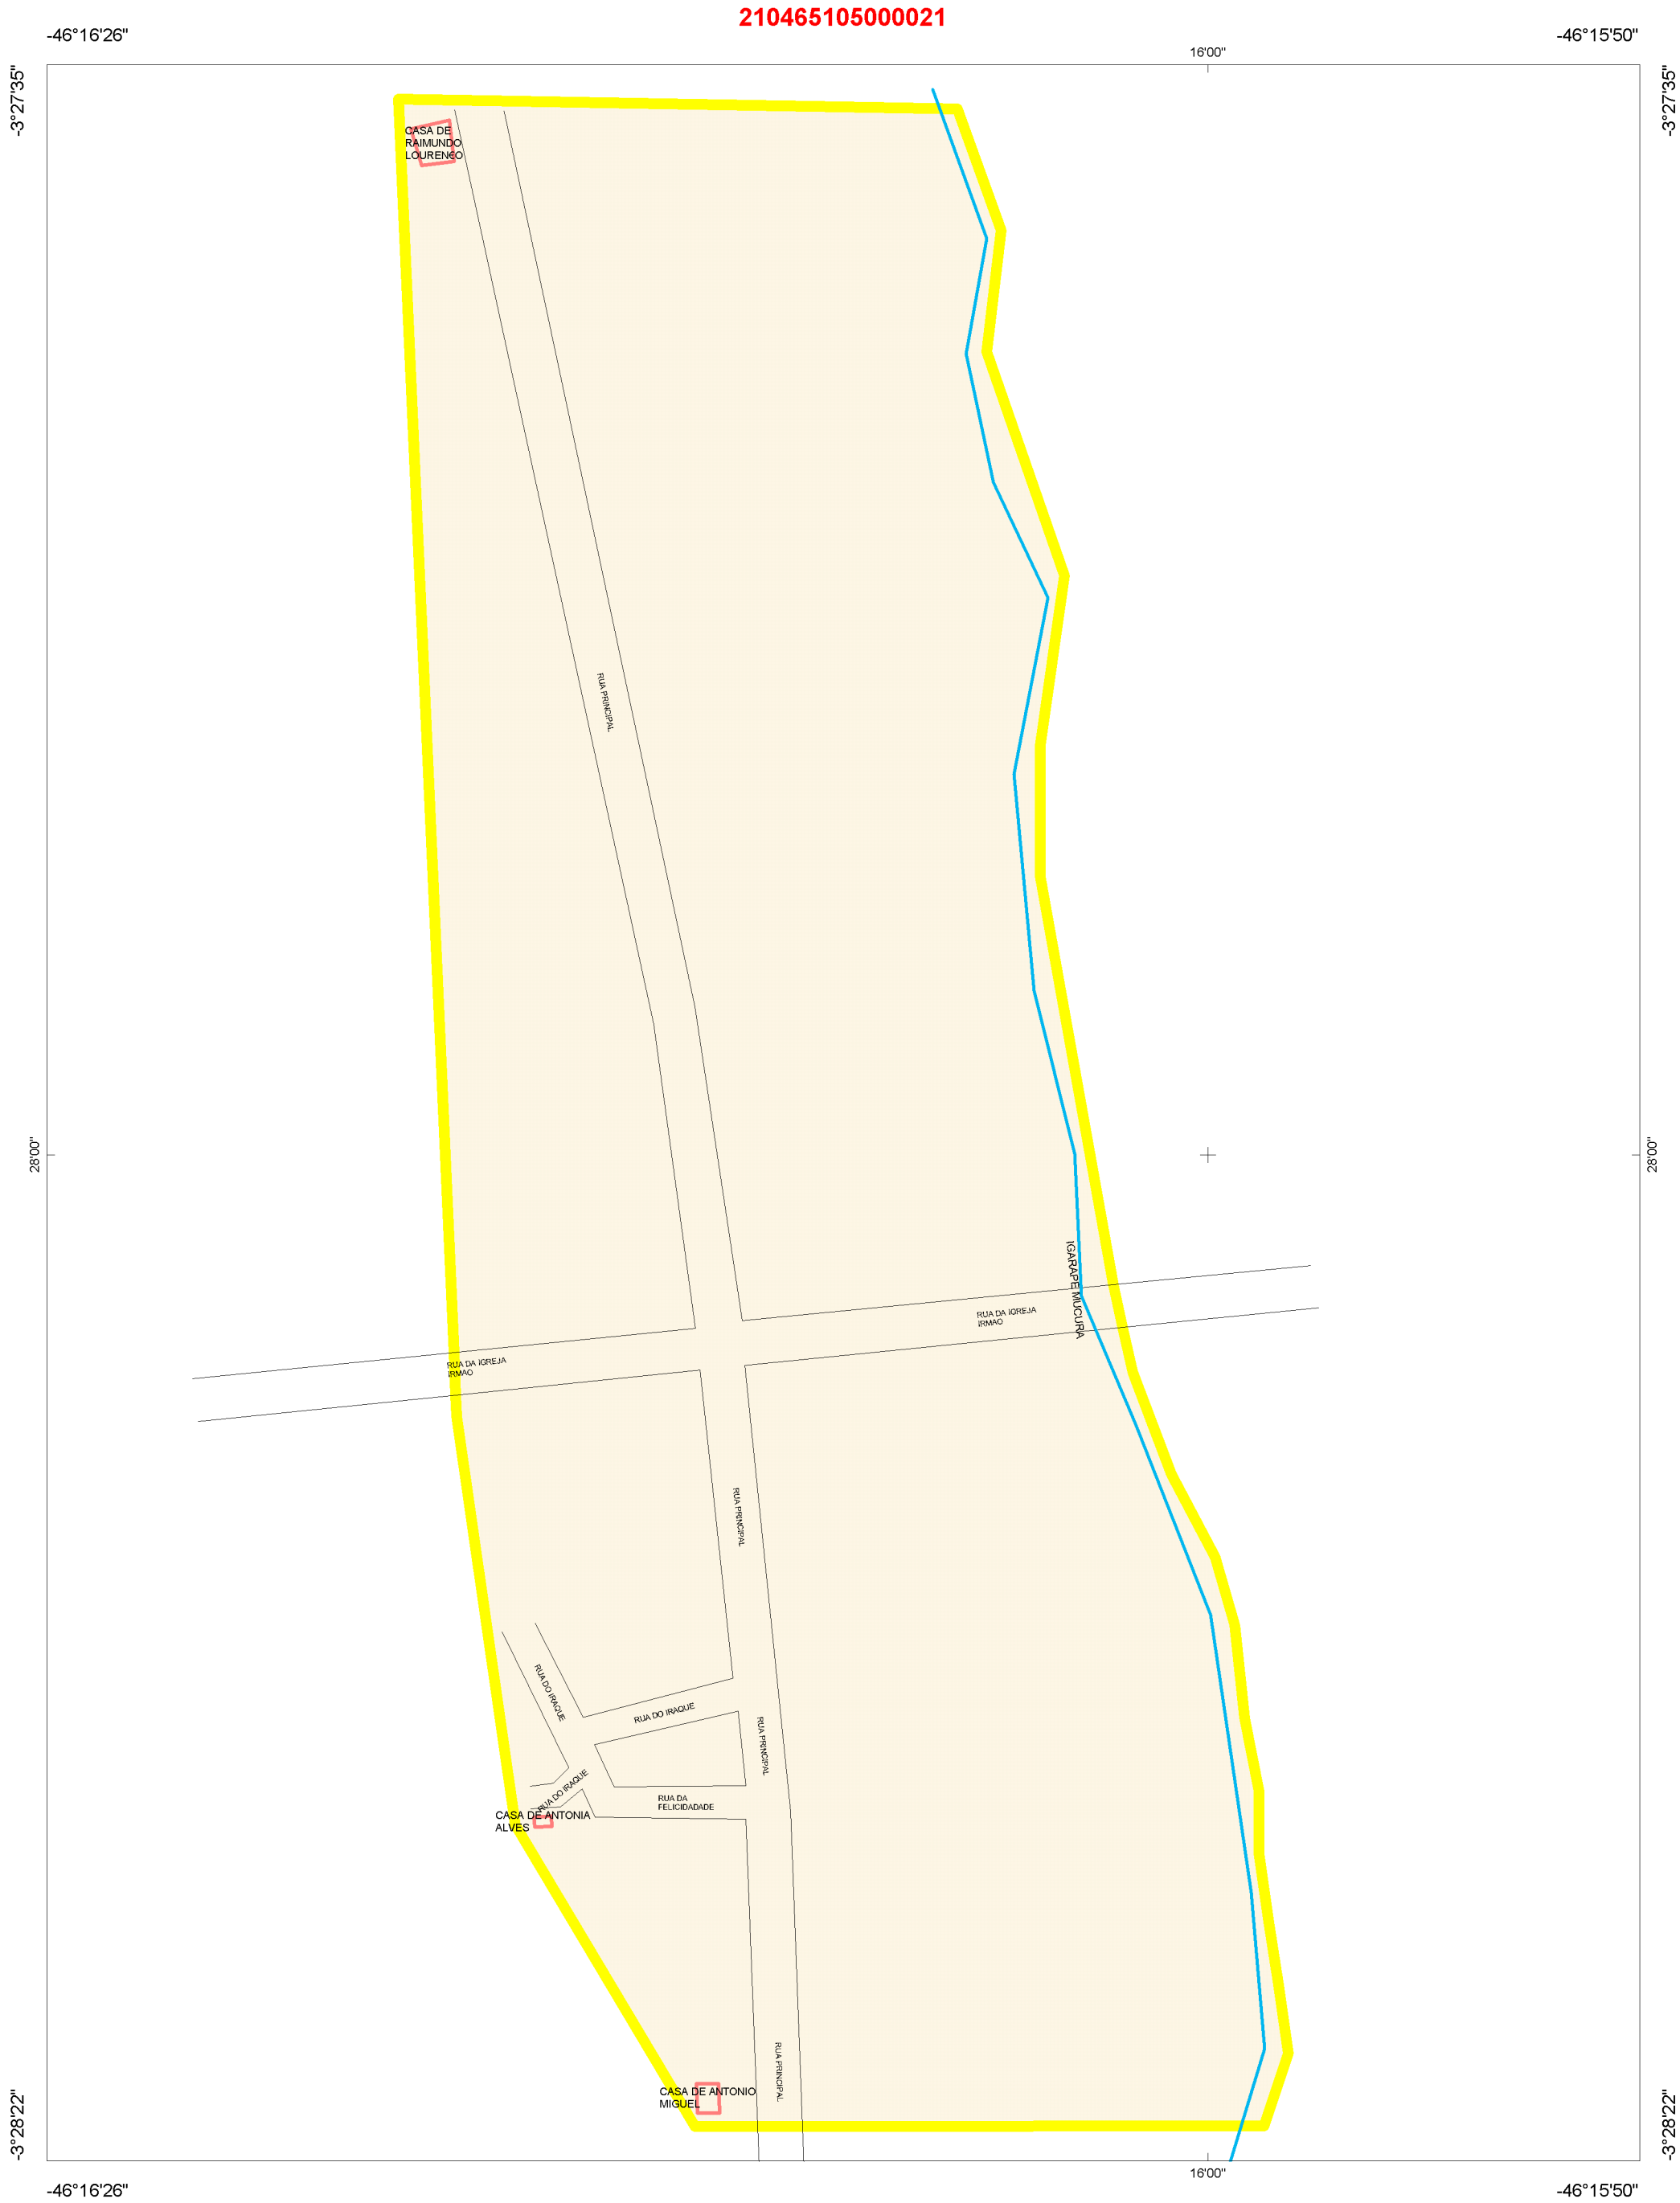 210465105000021
-46°16'26"
-46°15'50"
16'00"
-3°27'35"
-3°27'35"
CASA DE
RAIMUNDO
LOURENCO
RUA PRINCIPAL
28'00"
28'00"
IGARAPE MUCURA
RUA DA IGREJA
IRMAO
RUA DA IGREJA
IRMAO
RUA PRINCIPAL
RUA DO IRAQUE
RUA DO IRAQUE
RUA PRINCIPAL
RUA DO IRAQUE
RUA DA
FELICIDADADE
CASA DE ANTONIA
ALVES
RUA PRINCIPAL
CASA DE ANTONIO
MIGUEL
-3°28'22"
-3°28'22"
16'00"
-46°16'26"
-46°15'50"